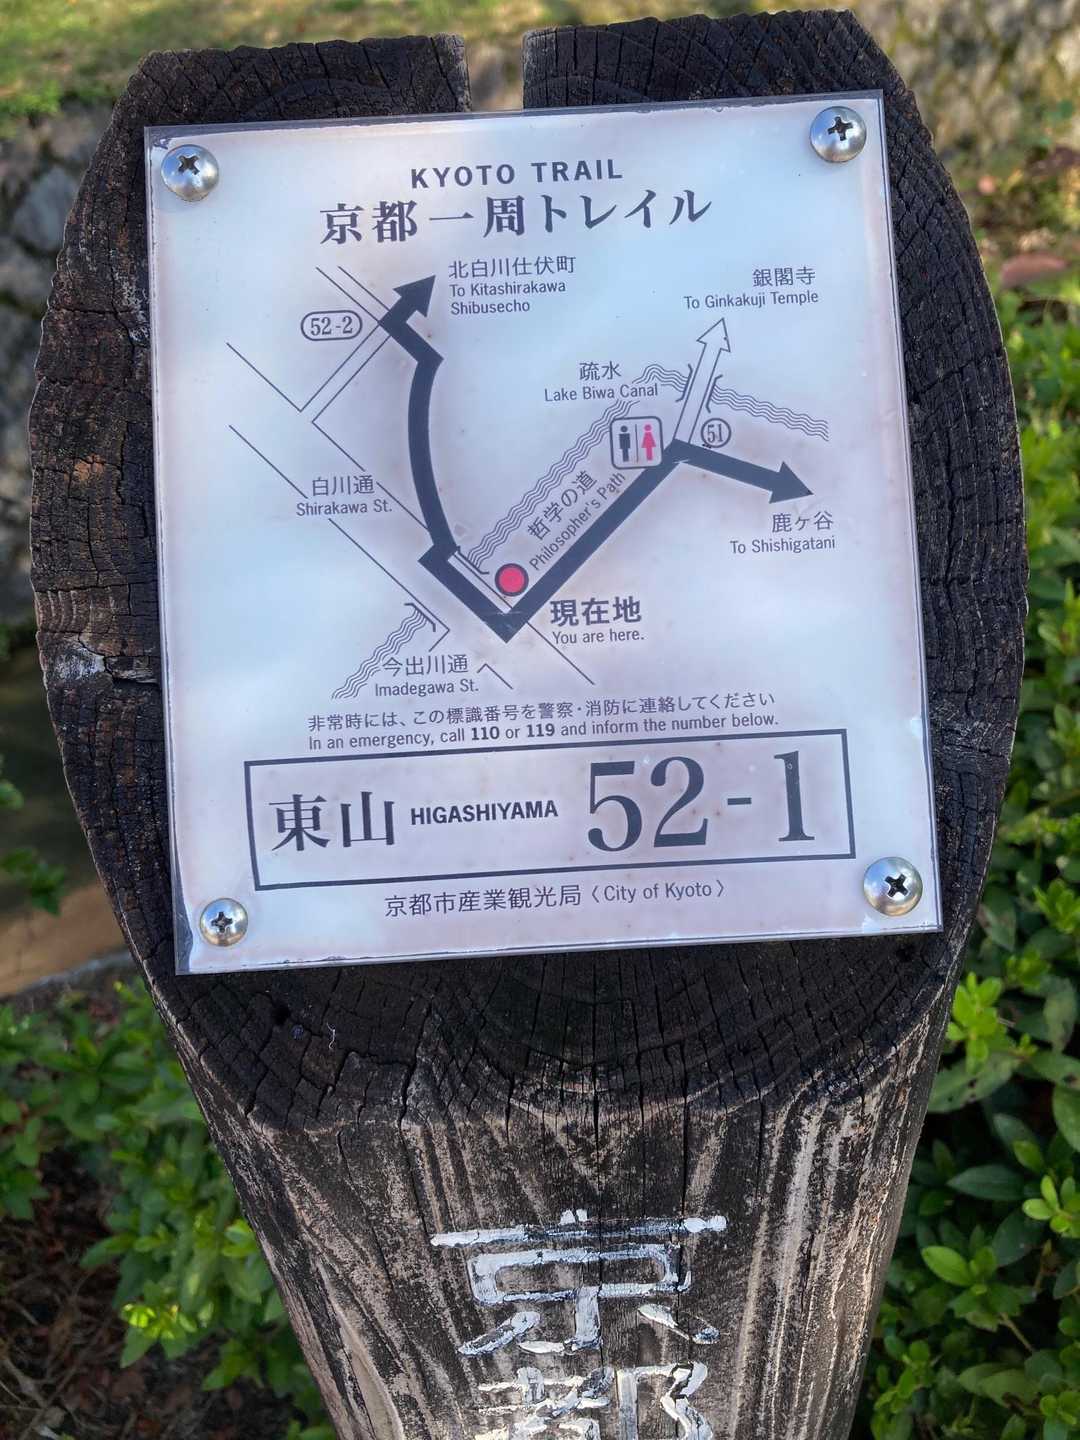 KYOTO TRAIL
京都一周トレイル
北白川仕伏町
To Kitashirakawa
Shibusecho
銀閣寺
To Ginkakuji Temple
52-2
疏水
Lake Biwa Canal
51
白川通
Shirakawa St.
哲学の道
Philosopher's Path
鹿ヶ谷
To Shishigatani
現在地
You are here.
今出川通
Imadegawa St.
非常時には、この標識番号を警察・消防に連絡してください
In an emergency, call 110 or 119 and inform the number below.
東山 HIGASHIYAMA 52-1
京都市産業観光局〈City of Kyoto〉
京
都